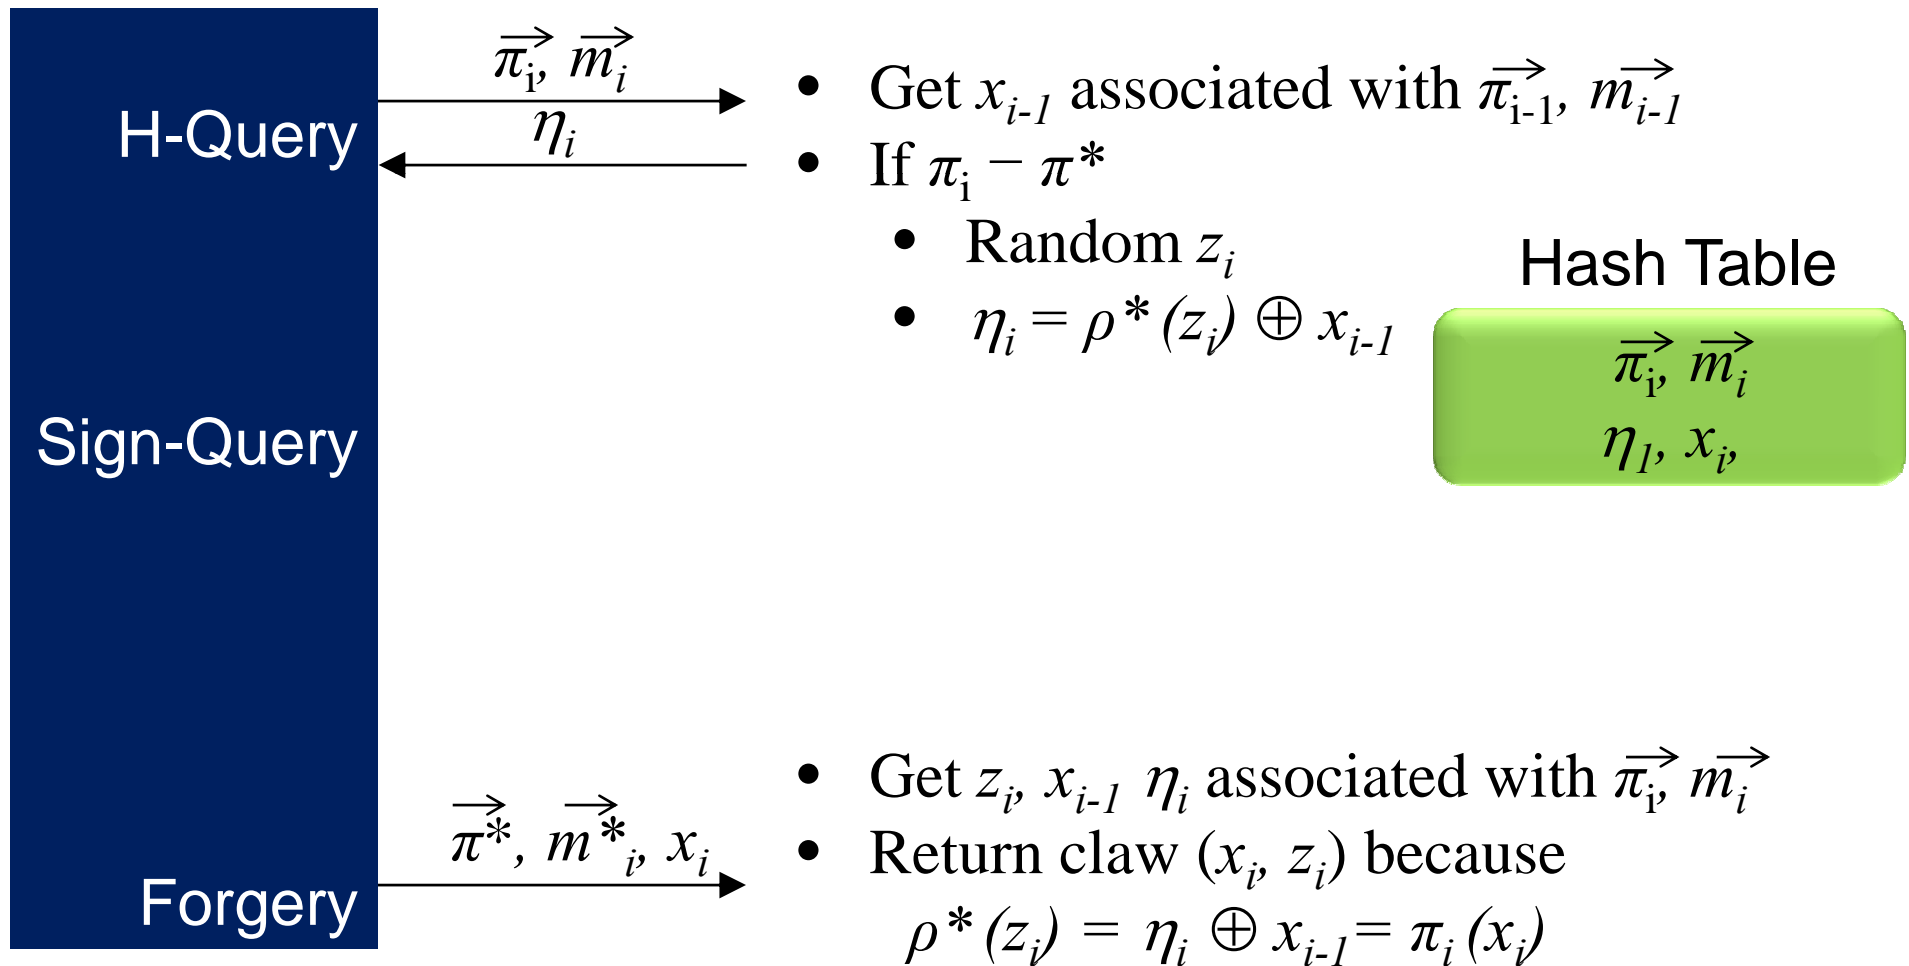 π⃗ᵢ, m⃗ᵢ
H-Query
ηᵢ
• Get xᵢ₋₁ associated with π⃗ᵢ₋₁, m⃗ᵢ₋₁
• If πᵢ − π*
• Random zᵢ
• ηᵢ = ρ*(zᵢ) ⊕ xᵢ₋₁
Hash Table
π⃗ᵢ, m⃗ᵢ
η₁, xᵢ,
Sign-Query
Forgery
π⃗*, m⃗*ᵢ, xᵢ
• Get zᵢ, xᵢ₋₁ ηᵢ associated with π⃗ᵢ, m⃗ᵢ
• Return claw (xᵢ, zᵢ) because
ρ*(zᵢ) = ηᵢ ⊕ xᵢ₋₁ = πᵢ(xᵢ)